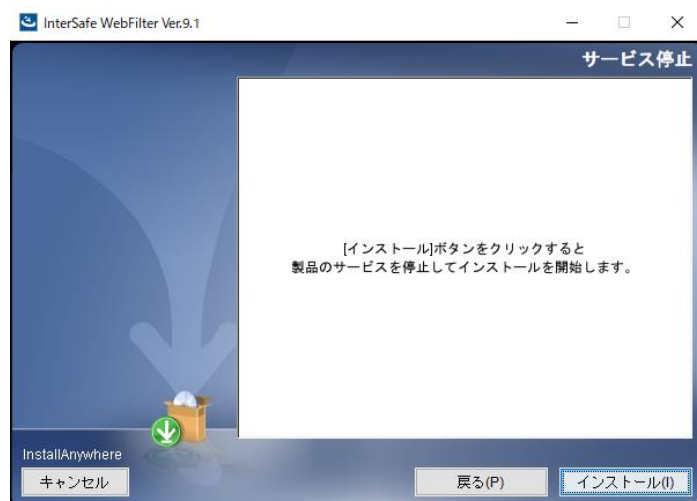 InterSafe WebFilter Ver.9.1
サービス停止
[インストール]ボタンをクリックすると
製品のサービスを停止してインストールを開始します。
InstallAnywhere
キャンセル
戻る(P)
インストール(I)